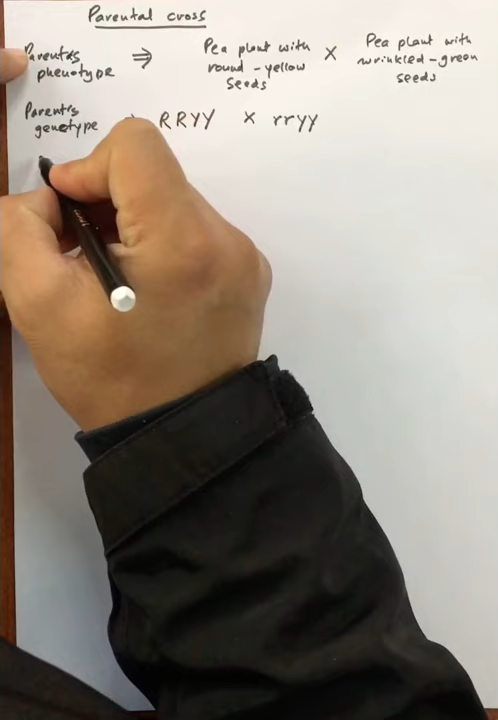 Parental cross
Parents phenotype ⇒ Pea plant with round-yellow seeds × Pea plant with wrinkled-green seeds
Parents genotype RRYY × rryy